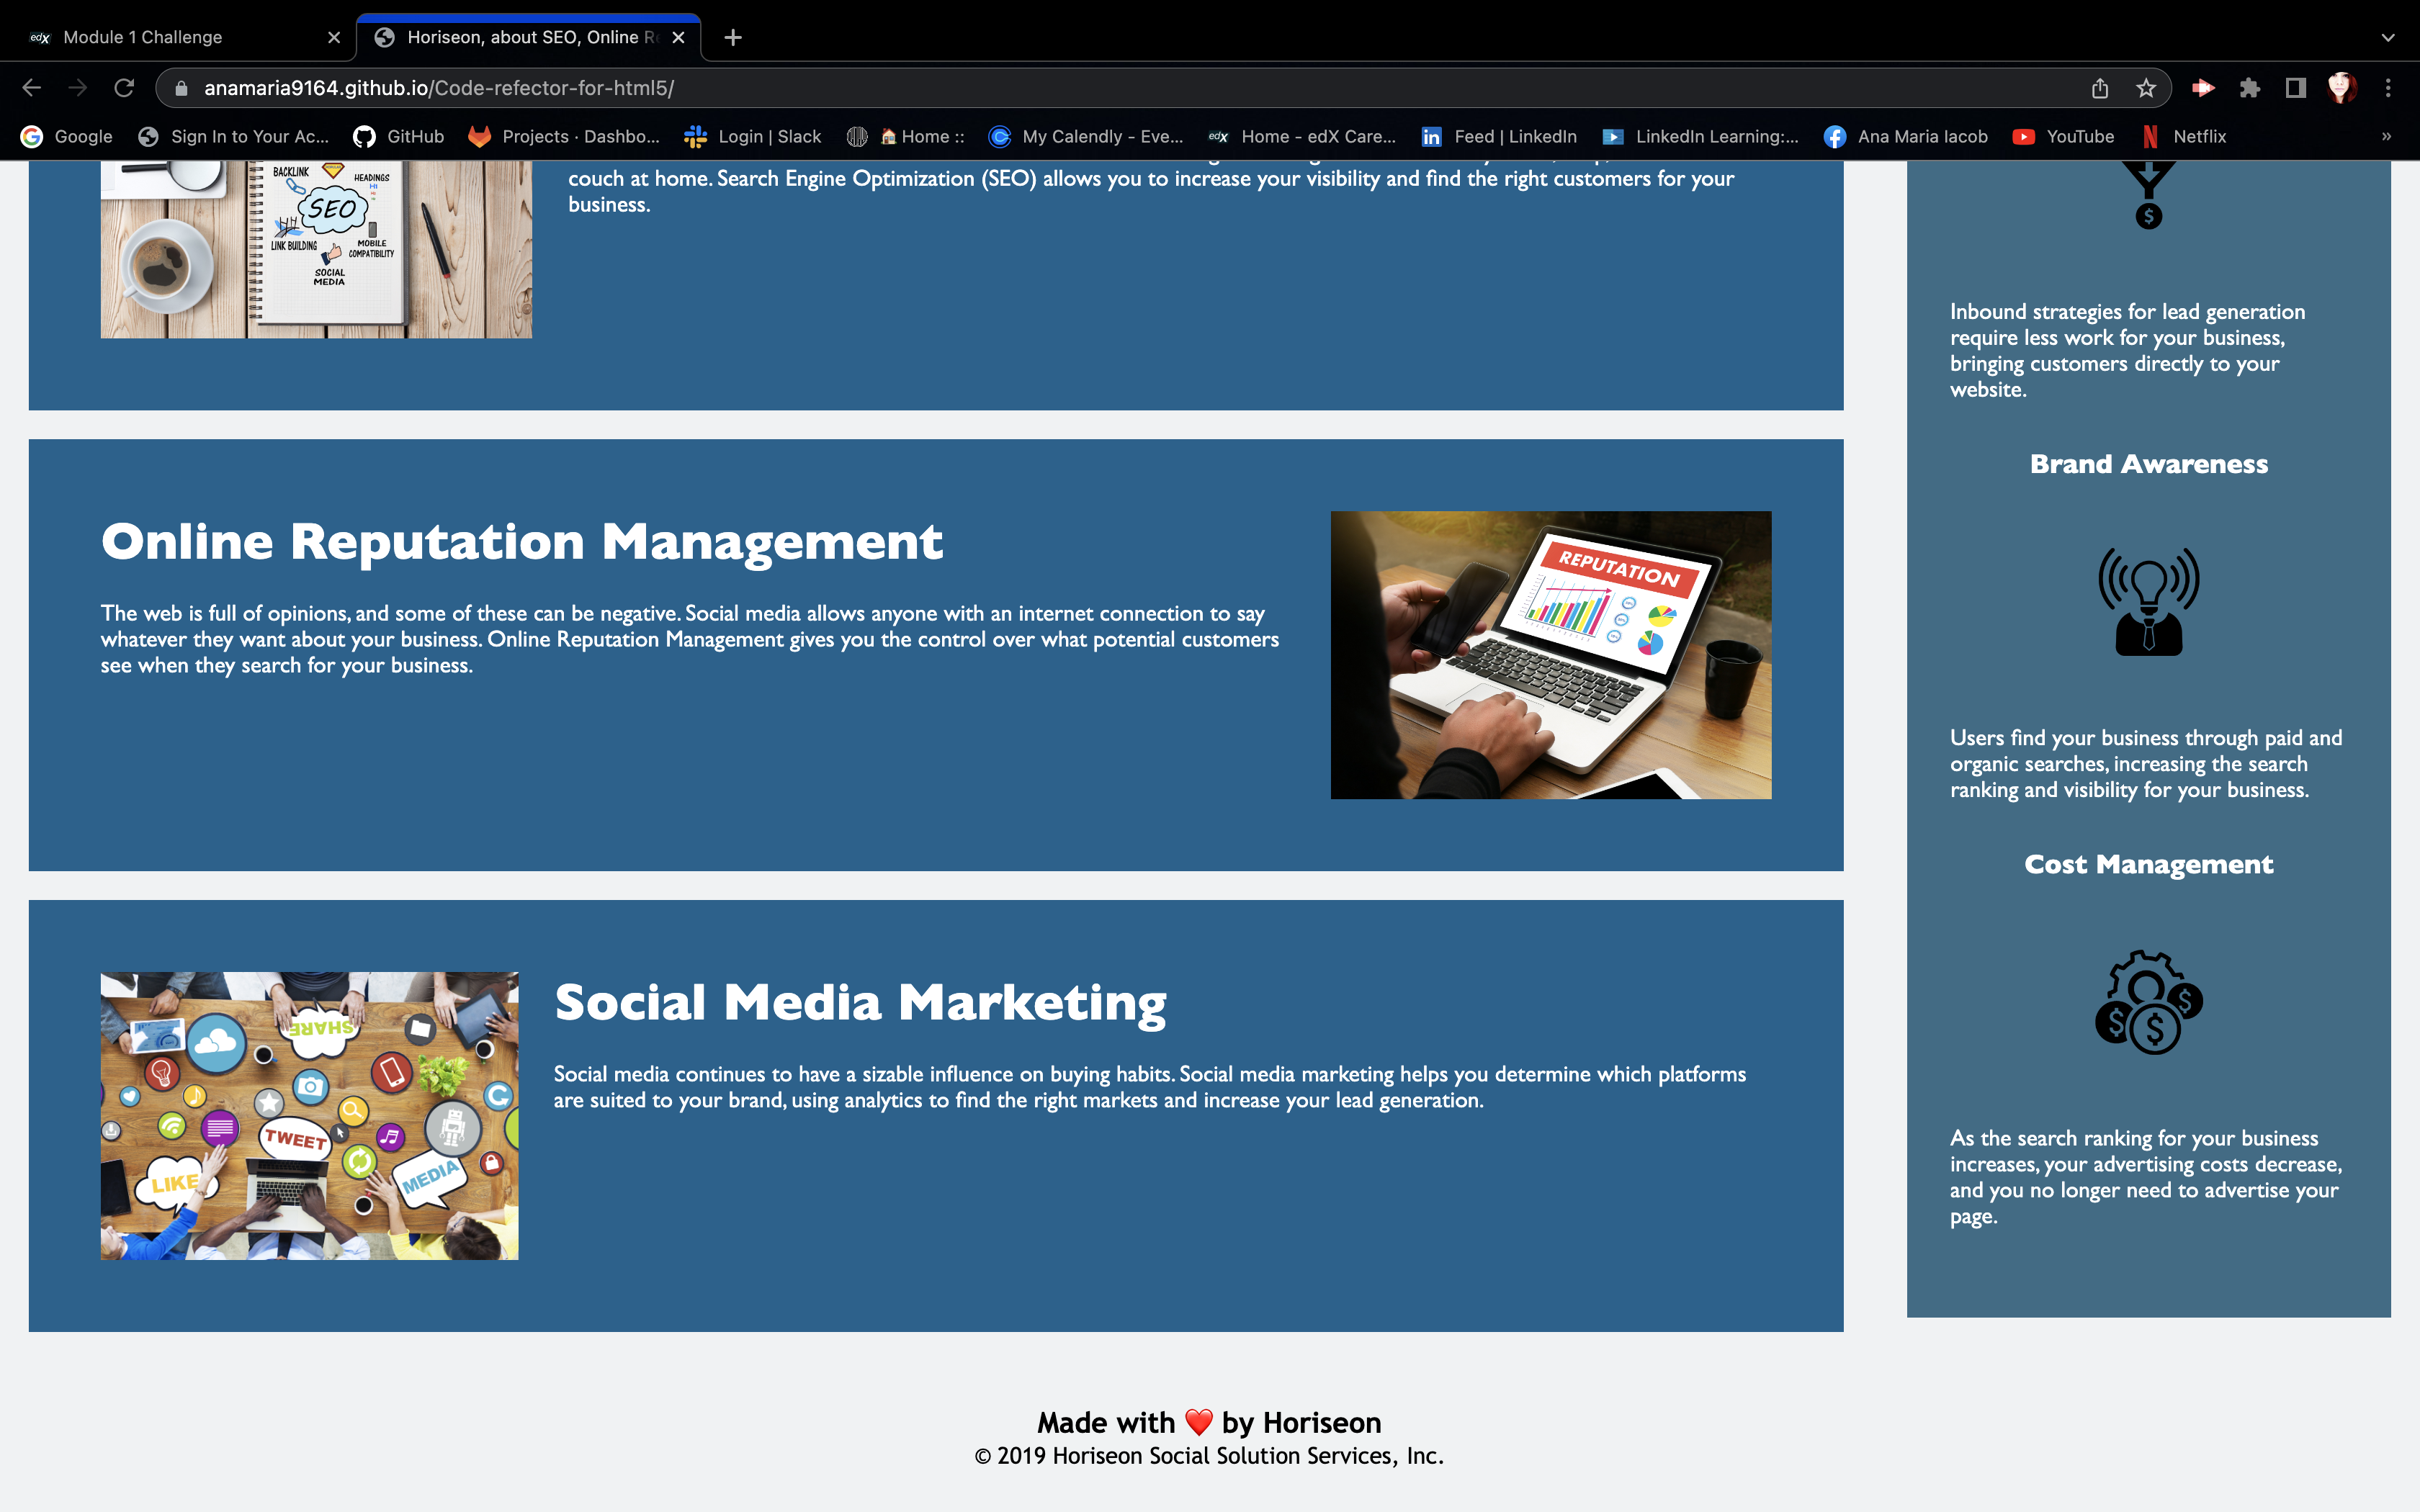 edX Module 1 Challenge
Horiseon, about SEO, Online Re
anamaria9164.github.io/Code-refector-for-html5/
Google Sign In to Your Ac... GitHub Projects · Dashbo... Login | Slack Home :: My Calendly - Eve... edX Home - edX Care... in Feed | LinkedIn LinkedIn Learning:... Ana Maria Iacob YouTube Netflix »
BACKLINK
HEADINGS
H1
SEO
LINK BUILDING
MOBILE
COMPATIBILITY
SOCIAL
MEDIA
couch at home. Search Engine Optimization (SEO) allows you to increase your visibility and find the right customers for your
business.
Online Reputation Management
The web is full of opinions, and some of these can be negative. Social media allows anyone with an internet connection to say
whatever they want about your business. Online Reputation Management gives you the control over what potential customers
see when they search for your business.
REPUTATION
SHARE
TWEET
LIKE
MEDIA
Social Media Marketing
Social media continues to have a sizable influence on buying habits. Social media marketing helps you determine which platforms
are suited to your brand, using analytics to find the right markets and increase your lead generation.
$
Inbound strategies for lead generation
require less work for your business,
bringing customers directly to your
website.
Brand Awareness
Users find your business through paid and
organic searches, increasing the search
ranking and visibility for your business.
Cost Management
$ $ $
As the search ranking for your business
increases, your advertising costs decrease,
and you no longer need to advertise your
page.
Made with ❤️ by Horiseon
© 2019 Horiseon Social Solution Services, Inc.